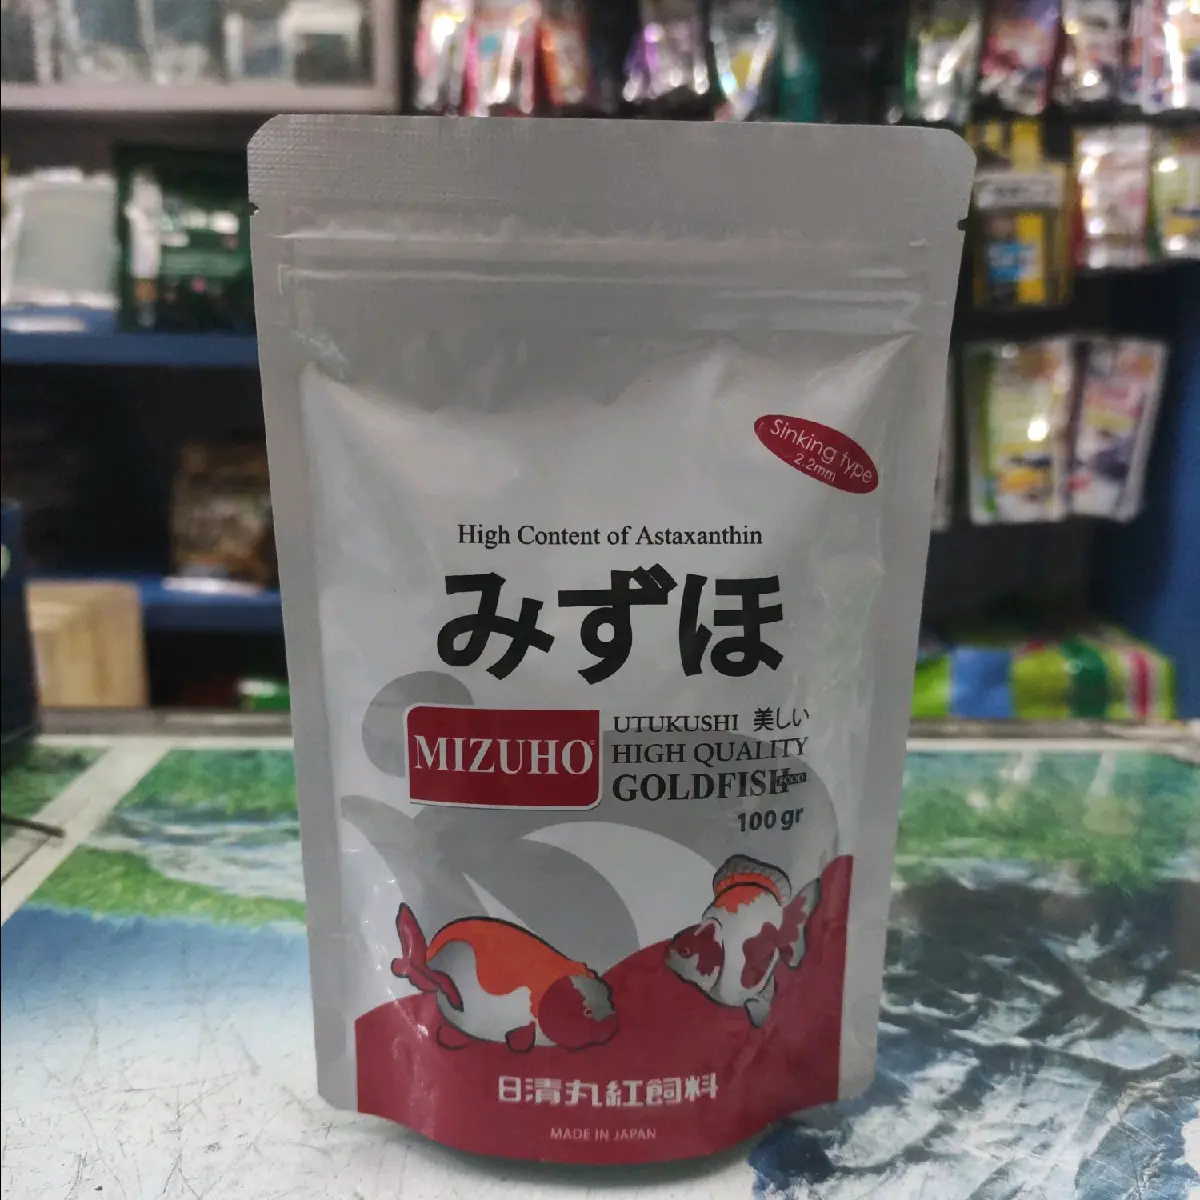 Sinking type
2.2mm
High Content of Astaxanthin
みずほ
MIZUHO
UTUKUSHI 美しい
HIGH QUALITY
GOLDFISH FOOD
100 gr
日清丸紅飼料
MADE IN JAPAN